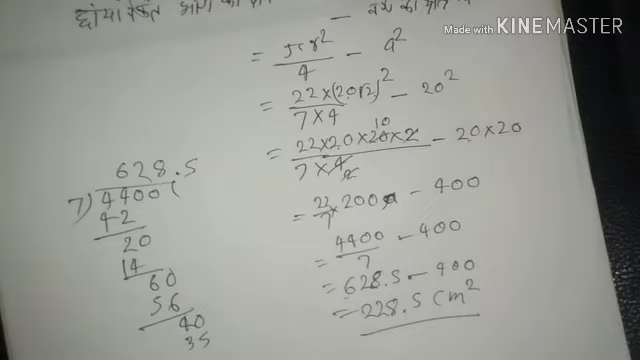 छायांकित भाग का
Made with KINEMASTER
= πr²/4 - a²
= 22×(20√2)²/7×4 - 20²
= 22×20×20×2/7×4 - 20×20
10
2
= 22/7 × 200 - 400
= 4400/7 - 400
= 628.5 - 400
= 228.5 cm²
628.5
7)4400(
42
20
14
60
56
40
35